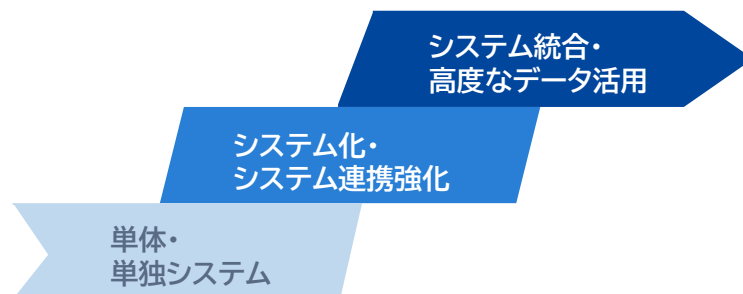 システム統合・
高度なデータ活用
システム化・
システム連携強化
単体・
単独システム